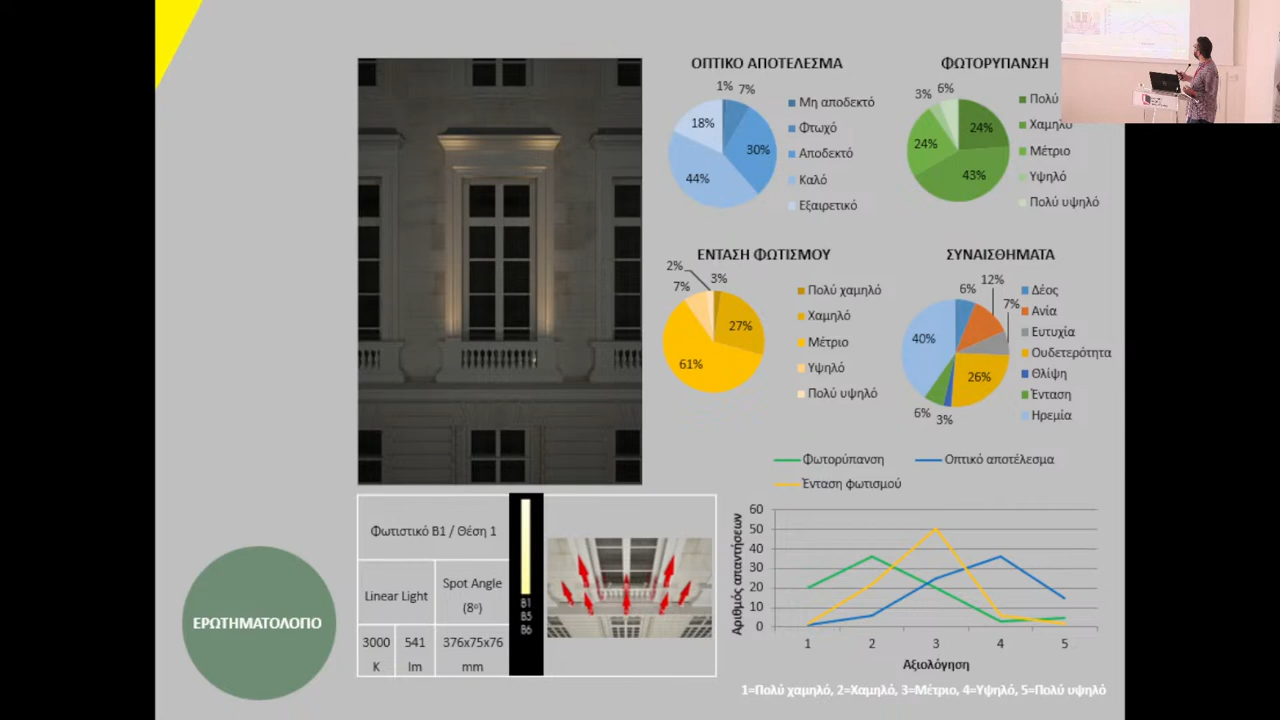 ΟΠΤΙΚΟ ΑΠΟΤΕΛΕΣΜΑ
1% 7%
18%
30%
44%
Μη αποδεκτό
Φτωχό
Αποδεκτό
Καλό
Εξαιρετικό
ΦΩΤΟΡΥΠΑΝΣΗ
3% 6%
24%
24%
43%
Πολύ
Χαμηλό
Μέτριο
Υψηλό
Πολύ υψηλό
ΕΝΤΑΣΗ ΦΩΤΙΣΜΟΥ
2%
3%
7%
27%
61%
Πολύ χαμηλό
Χαμηλό
Μέτριο
Υψηλό
Πολύ υψηλό
ΣΥΝΑΙΣΘΗΜΑΤΑ
6%
12%
7%
40%
26%
6%
3%
Δέος
Ανία
Ευτυχία
Ουδετερότητα
Θλίψη
Ένταση
Ηρεμία
Φωτορύπανση
Οπτικό αποτέλεσμα
Ένταση φωτισμού
Αριθμός απαντήσεων
60
50
40
30
20
10
0
1 2 3 4 5
Αξιολόγηση
1=Πολύ χαμηλό, 2=Χαμηλό, 3=Μέτριο, 4=Υψηλό, 5=Πολύ υψηλό
ΕΡΩΤΗΜΑΤΟΛΟΓΙΟ
Φωτιστικό Β1 / Θέση 1
Linear Light
Spot Angle
(8ᵒ)
3000
K
541
lm
376x75x76
mm
B1
B5
B6